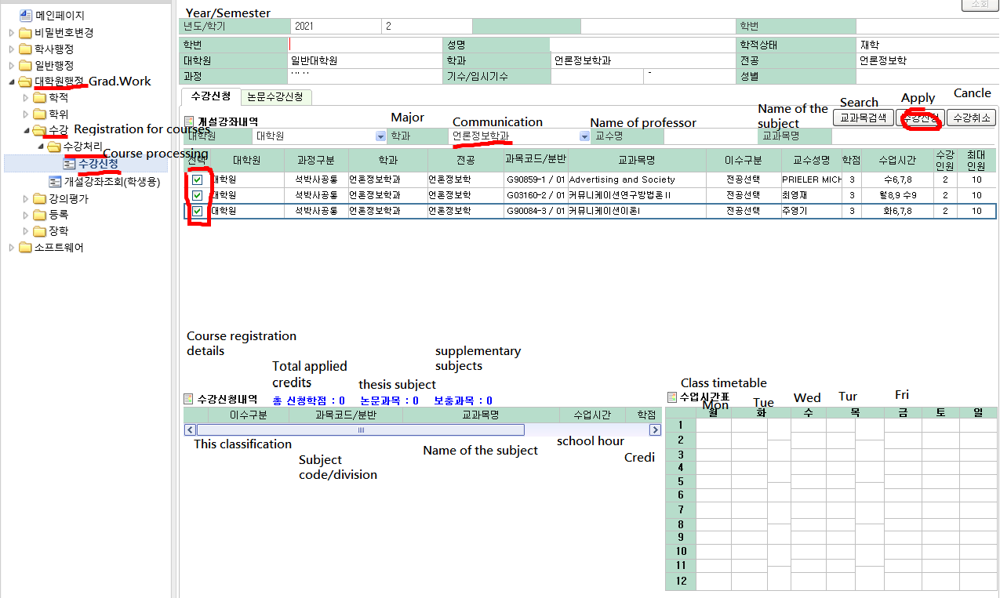 소회
메인페이지
비밀번호변경
학사행정
일반행정
대학원행정 Grad.Work
학적
학위
수강 Registration for courses
수강처리
Course processing
수강신청
개설강좌조회(학생용)
강의평가
등록
장학
소프트웨어
Year/Semester
년도/학기 2021 2 학번
학번 성명 학적상태 재학
대학원 일반대학원 학과 언론정보학과 전공 언론정보학
과정 기수/임시기수 - 성별
수강신청 논문수강신청
Search Apply Cancle
개설강좌내역 Major Communication Name of professor Name of the subject 교과목검색 수강신청 수강취소
대학원 대학원 학과 언론정보학과 교수명 교과목명
선택 대학원 과정구분 학과 전공 과목코드/분반 교과목명 이수구분 교수성명 학점 수업시간 수강인원 최대인원
대학원 석박사공통 언론정보학과 언론정보학 G90859-1 / 01 Advertising and Society 전공선택 PRIELER MICH 3 수6,7,8 2 10
대학원 석박사공통 언론정보학과 언론정보학 G03160-2 / 01 커뮤니케이션연구방법론II 전공선택 최영재 3 월8,9 수9 2 10
대학원 석박사공통 언론정보학과 언론정보학 G90084-3 / 01 커뮤니케이션이론I 전공선택 주영기 3 화6,7,8 2 10
Course registration
details
Total applied
credits
thesis subject
supplementary
subjects
수강신청내역 총 신청학점 : 0 논문과목 : 0 보충과목 : 0
이수구분 과목코드/분반 교과목명 수업시간 학점
This classification
Subject
code/division
Name of the subject
school hour
Credi
Class timetable
수업시간표
Mon Tue Wed Tur Fri
월 화 수 목 금 토 일
1
2
3
4
5
6
7
8
9
10
11
12